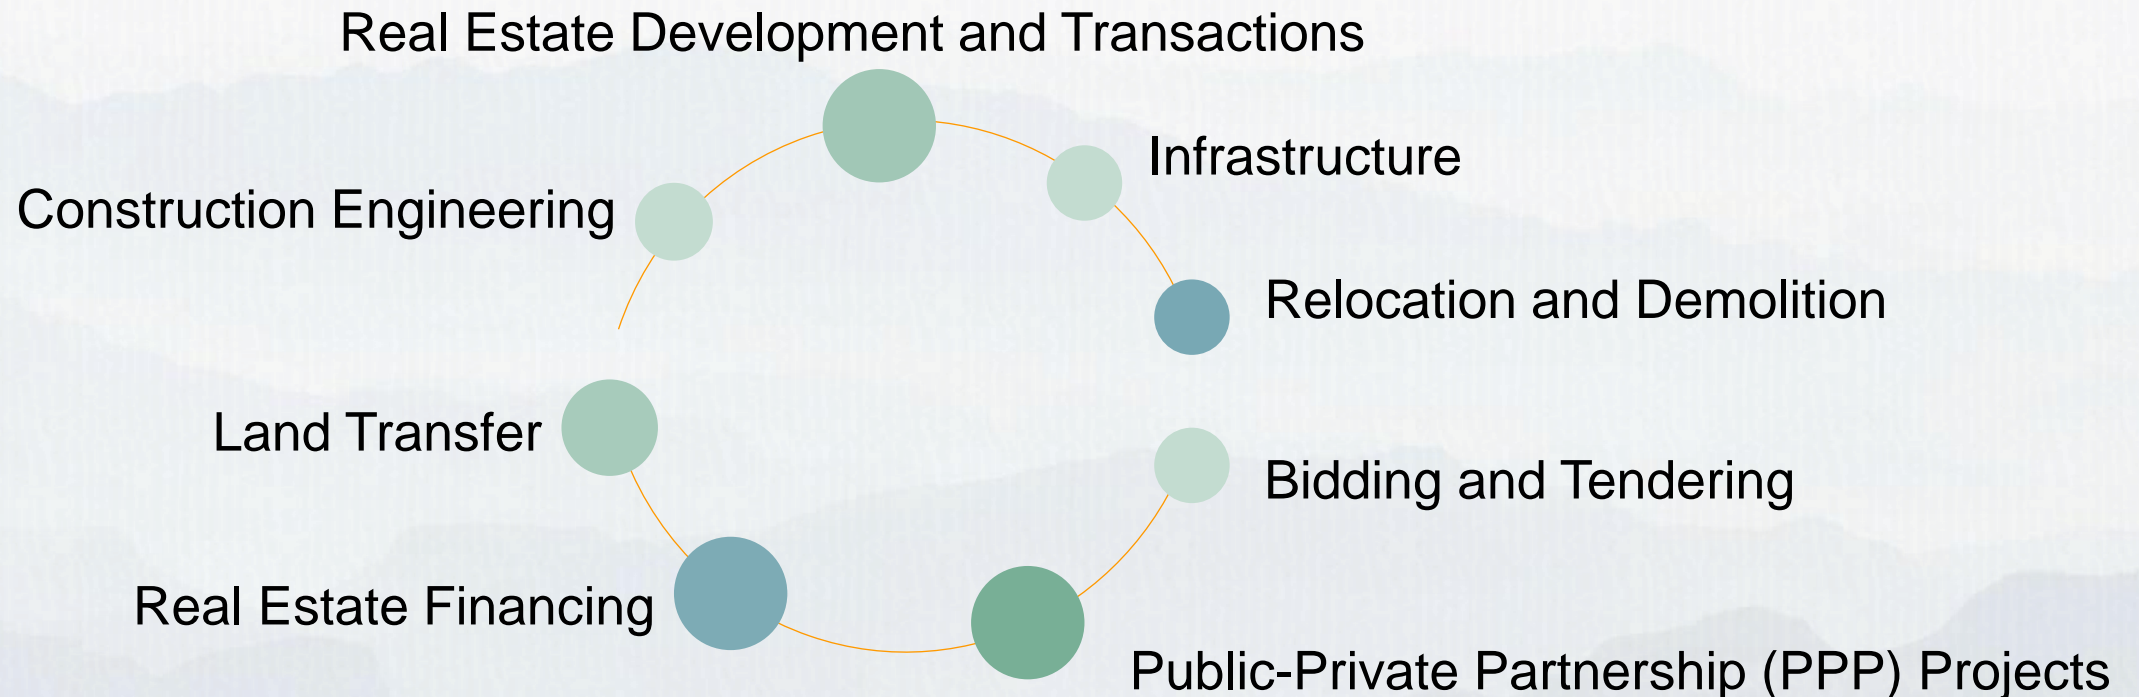 Real Estate Development and Transactions
Infrastructure
Construction Engineering
Relocation and Demolition
Land Transfer
Bidding and Tendering
Real Estate Financing
Public-Private Partnership (PPP) Projects